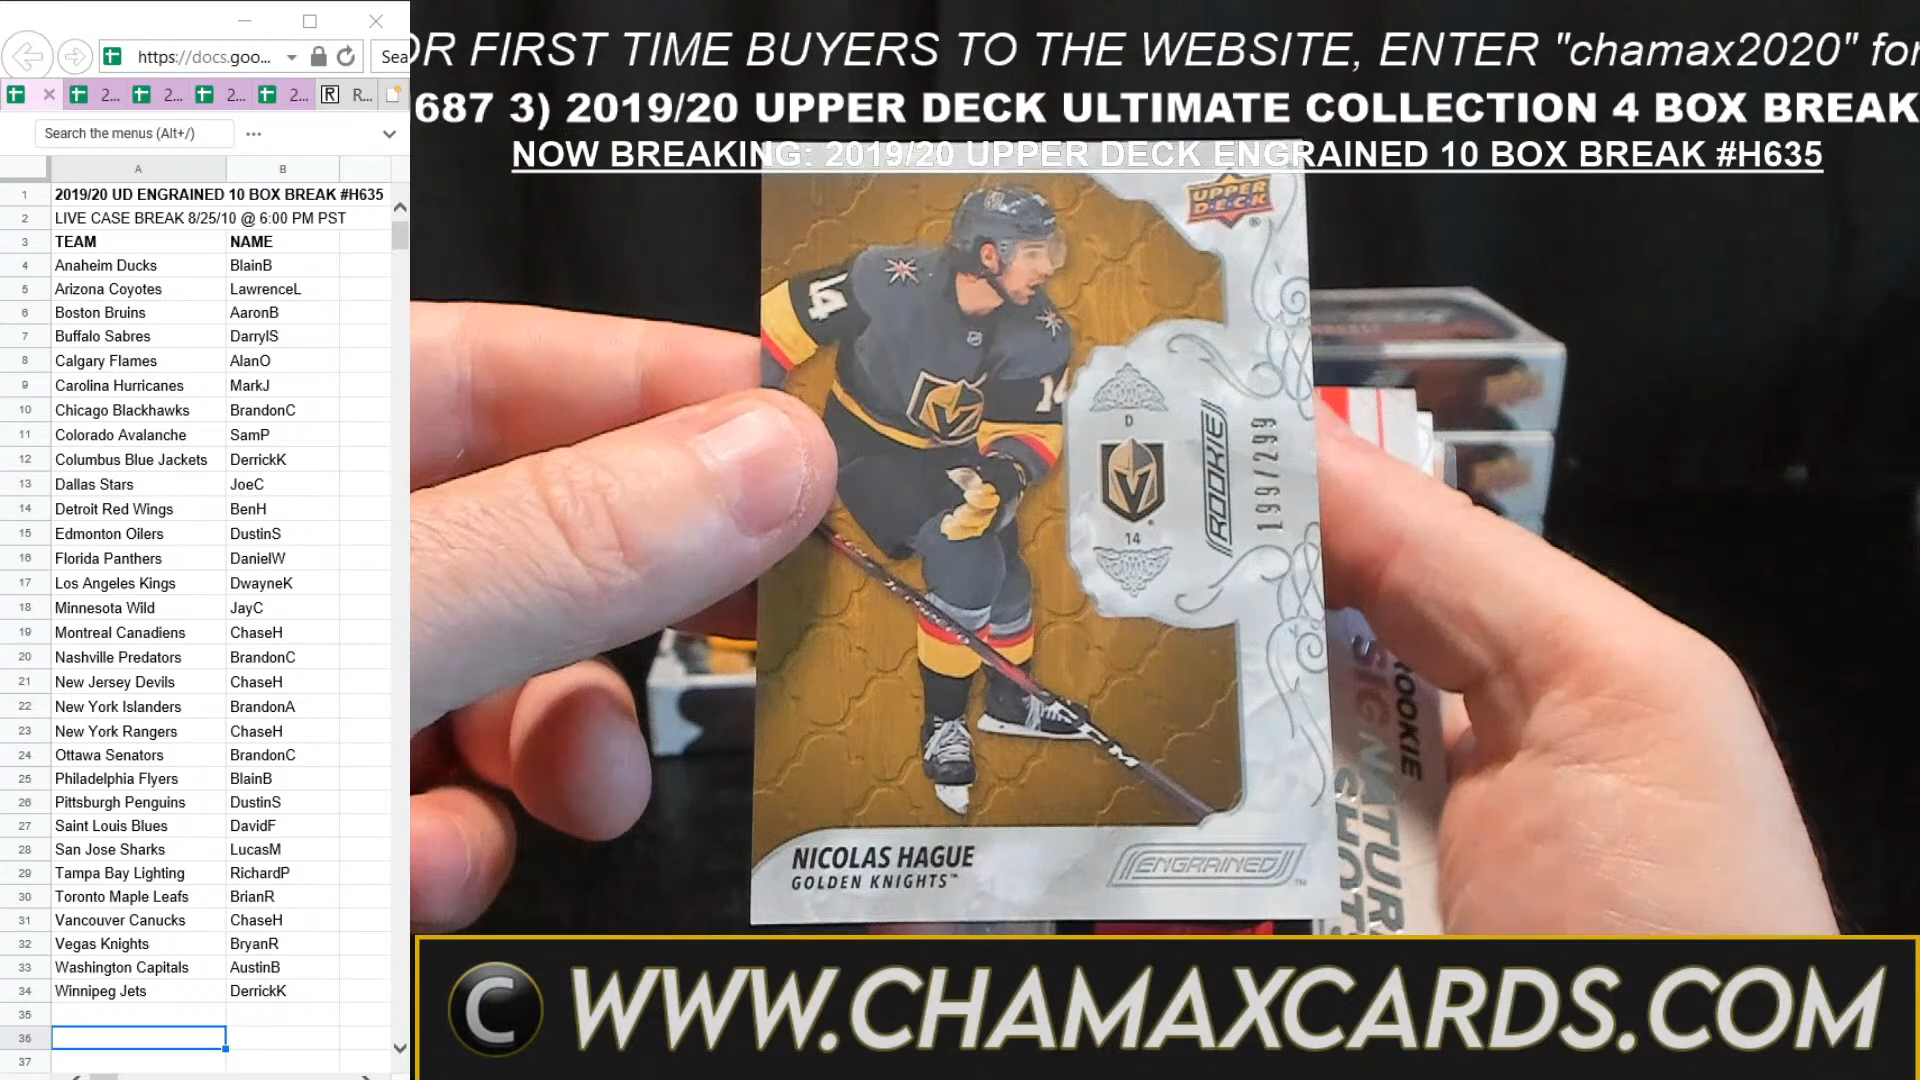 https://docs.goo...
Sea
2...
2...
2...
2...
R
R...
Search the menus (Alt+/)
...
A B
1 2019/20 UD ENGRAINED 10 BOX BREAK #H635
2 LIVE CASE BREAK 8/25/10 @ 6:00 PM PST
3 TEAM NAME
4 Anaheim Ducks BlainB
5 Arizona Coyotes LawrenceL
6 Boston Bruins AaronB
7 Buffalo Sabres DarrylS
8 Calgary Flames AlanO
9 Carolina Hurricanes MarkJ
10 Chicago Blackhawks BrandonC
11 Colorado Avalanche SamP
12 Columbus Blue Jackets DerrickK
13 Dallas Stars JoeC
14 Detroit Red Wings BenH
15 Edmonton Oilers DustinS
16 Florida Panthers DanielW
17 Los Angeles Kings DwayneK
18 Minnesota Wild JayC
19 Montreal Canadiens ChaseH
20 Nashville Predators BrandonC
21 New Jersey Devils ChaseH
22 New York Islanders BrandonA
23 New York Rangers ChaseH
24 Ottawa Senators BrandonC
25 Philadelphia Flyers BlainB
26 Pittsburgh Penguins DustinS
27 Saint Louis Blues DavidF
28 San Jose Sharks LucasM
29 Tampa Bay Lighting RichardP
30 Toronto Maple Leafs BrianR
31 Vancouver Canucks ChaseH
32 Vegas Knights BryanR
33 Washington Capitals AustinB
34 Winnipeg Jets DerrickK
35
36
37
OR FIRST TIME BUYERS TO THE WEBSITE, ENTER "chamax2020" for
687 3) 2019/20 UPPER DECK ULTIMATE COLLECTION 4 BOX BREAK
NOW BREAKING: 2019/20 UPPER DECK ENGRAINED 10 BOX BREAK #H635
UPPER
DECK
14
14
D
14
ROOKIE
199/299
NICOLAS HAGUE
GOLDEN KNIGHTS™
ENGRAINED™
ROOKIE
SIGNATURE
SHOTS
C WWW.CHAMAXCARDS.COM